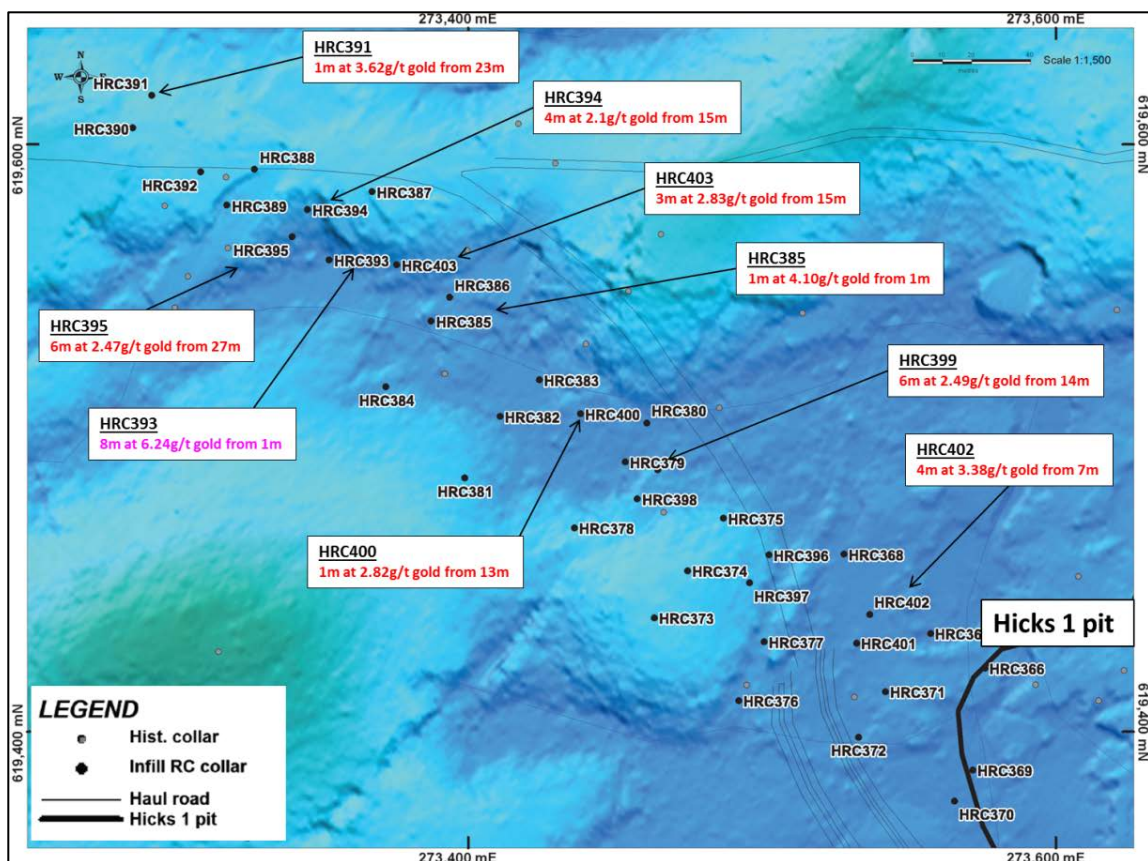 273,400 mE
273,600 mE
N
W
E
S
Scale 1:1,500
HRC391
1m at 3.62g/t gold from 23m
HRC394
4m at 2.1g/t gold from 15m
HRC403
3m at 2.83g/t gold from 15m
HRC385
1m at 4.10g/t gold from 1m
HRC399
6m at 2.49g/t gold from 14m
HRC402
4m at 3.38g/t gold from 7m
HRC395
6m at 2.47g/t gold from 27m
HRC393
8m at 6.24g/t gold from 1m
HRC400
1m at 2.82g/t gold from 13m
619,600 mN
619,600 mN
HRC391
HRC390
HRC388
HRC392
HRC387
HRC389
HRC394
HRC395
HRC393
HRC403
HRC386
HRC385
HRC383
HRC384
HRC382
HRC400
HRC380
HRC379
HRC381
HRC398
HRC378
HRC375
HRC396
HRC368
HRC374
HRC397
HRC402
HRC373
HRC377
HRC401
HRC36
Hicks 1 pit
HRC366
HRC371
HRC376
HRC372
HRC369
HRC370
619,400 mN
619,400 mN
LEGEND
Hist. collar
Infill RC collar
Haul road
Hicks 1 pit
273,400 mE
273,600 mE